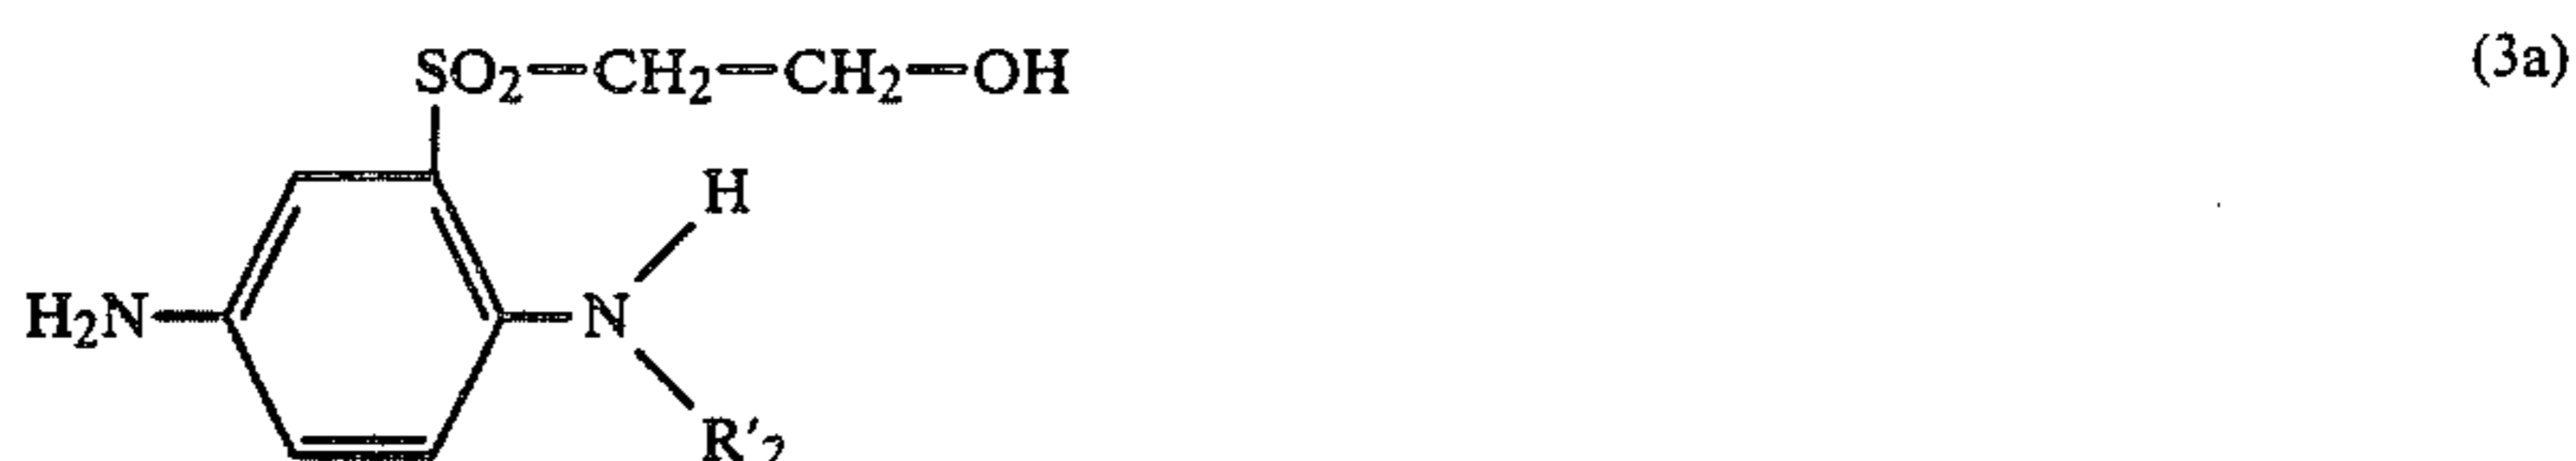 SO₂—CH₂—CH₂—OH (3a)
H
H₂N N
R′₂